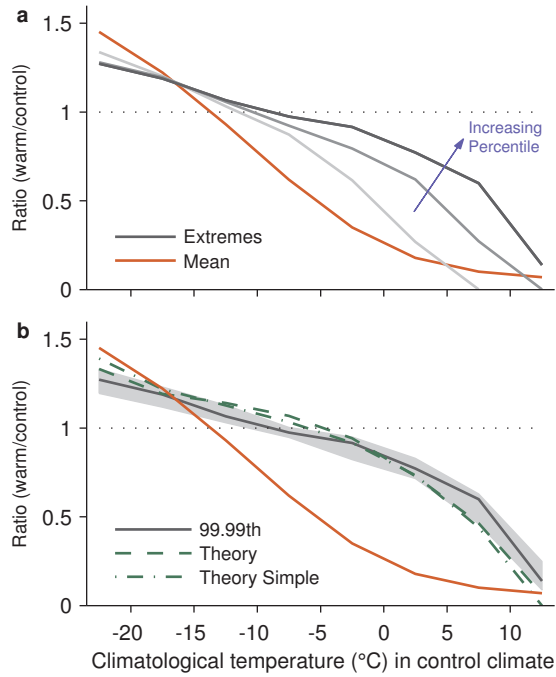 a
1.5
1
0.5
0
Ratio (warm/control)
Increasing
Percentile
Extremes
Mean
b
1.5
1
0.5
0
Ratio (warm/control)
99.99th
Theory
Theory Simple
-20 -15 -10 -5 0 5 10
Climatological temperature (°C) in control climate